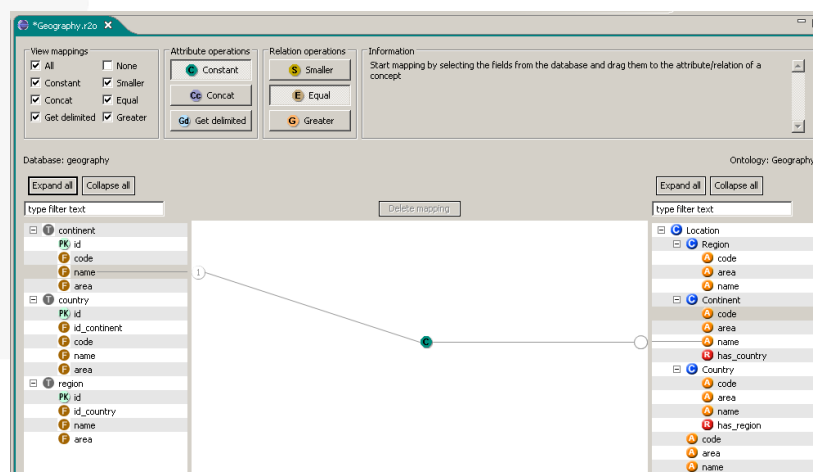 *Geography.r2o
View mappings
All
None
Constant
Smaller
Concat
Equal
Get delimited
Greater
Attribute operations
C Constant
Cc Concat
Gd Get delimited
Relation operations
S Smaller
E Equal
G Greater
Information
Start mapping by selecting the fields from the database and drag them to the attribute/relation of a
concept
Database: geography
Ontology: Geography
Expand all Collapse all
Expand all Collapse all
type filter text
Delete mapping
type filter text
T continent
PK id
F code
F name
F area
T country
PK id
F id_continent
F code
F name
F area
T region
PK id
F id_country
F name
F area
1
C
C Location
C Region
A code
A area
A name
C Continent
A code
A area
A name
R has_country
C Country
A code
A area
A name
R has_region
A code
A area
A name